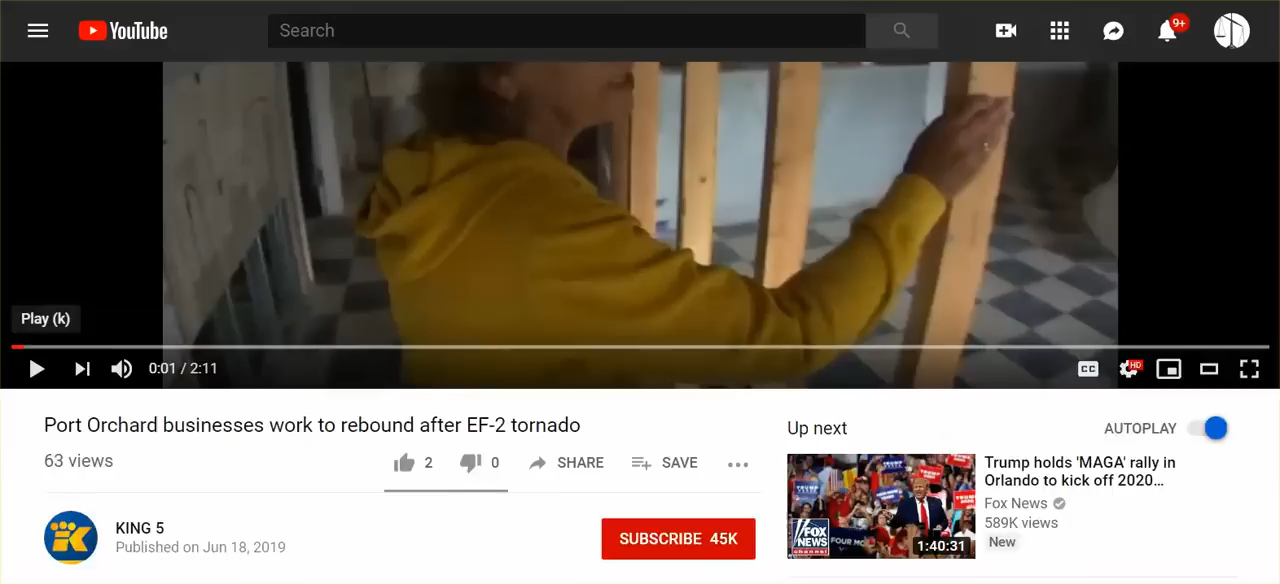 YouTube
Search
9+
Play (k)
0:01 / 2:11
CC
HD
Port Orchard businesses work to rebound after EF-2 tornado
63 views
2
0
SHARE
SAVE
KING 5
Published on Jun 18, 2019
SUBSCRIBE 45K
Up next
AUTOPLAY
FOX
NEWS
channel
1:40:31
Trump holds 'MAGA' rally in
Orlando to kick off 2020...
Fox News
589K views
New